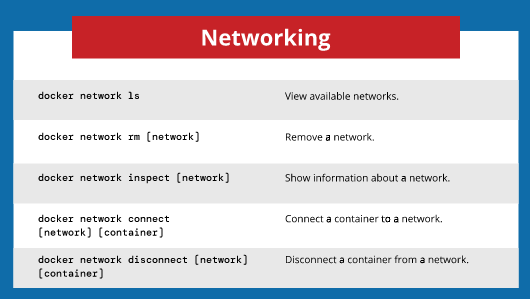 Networking
docker network ls
View available networks.
docker network rm [network]
Remove a network.
docker network inspect [network]
Show information about a network.
docker network connect
[network] [container]
Connect a container to a network.
docker network disconnect [network]
[container]
Disconnect a container from a network.